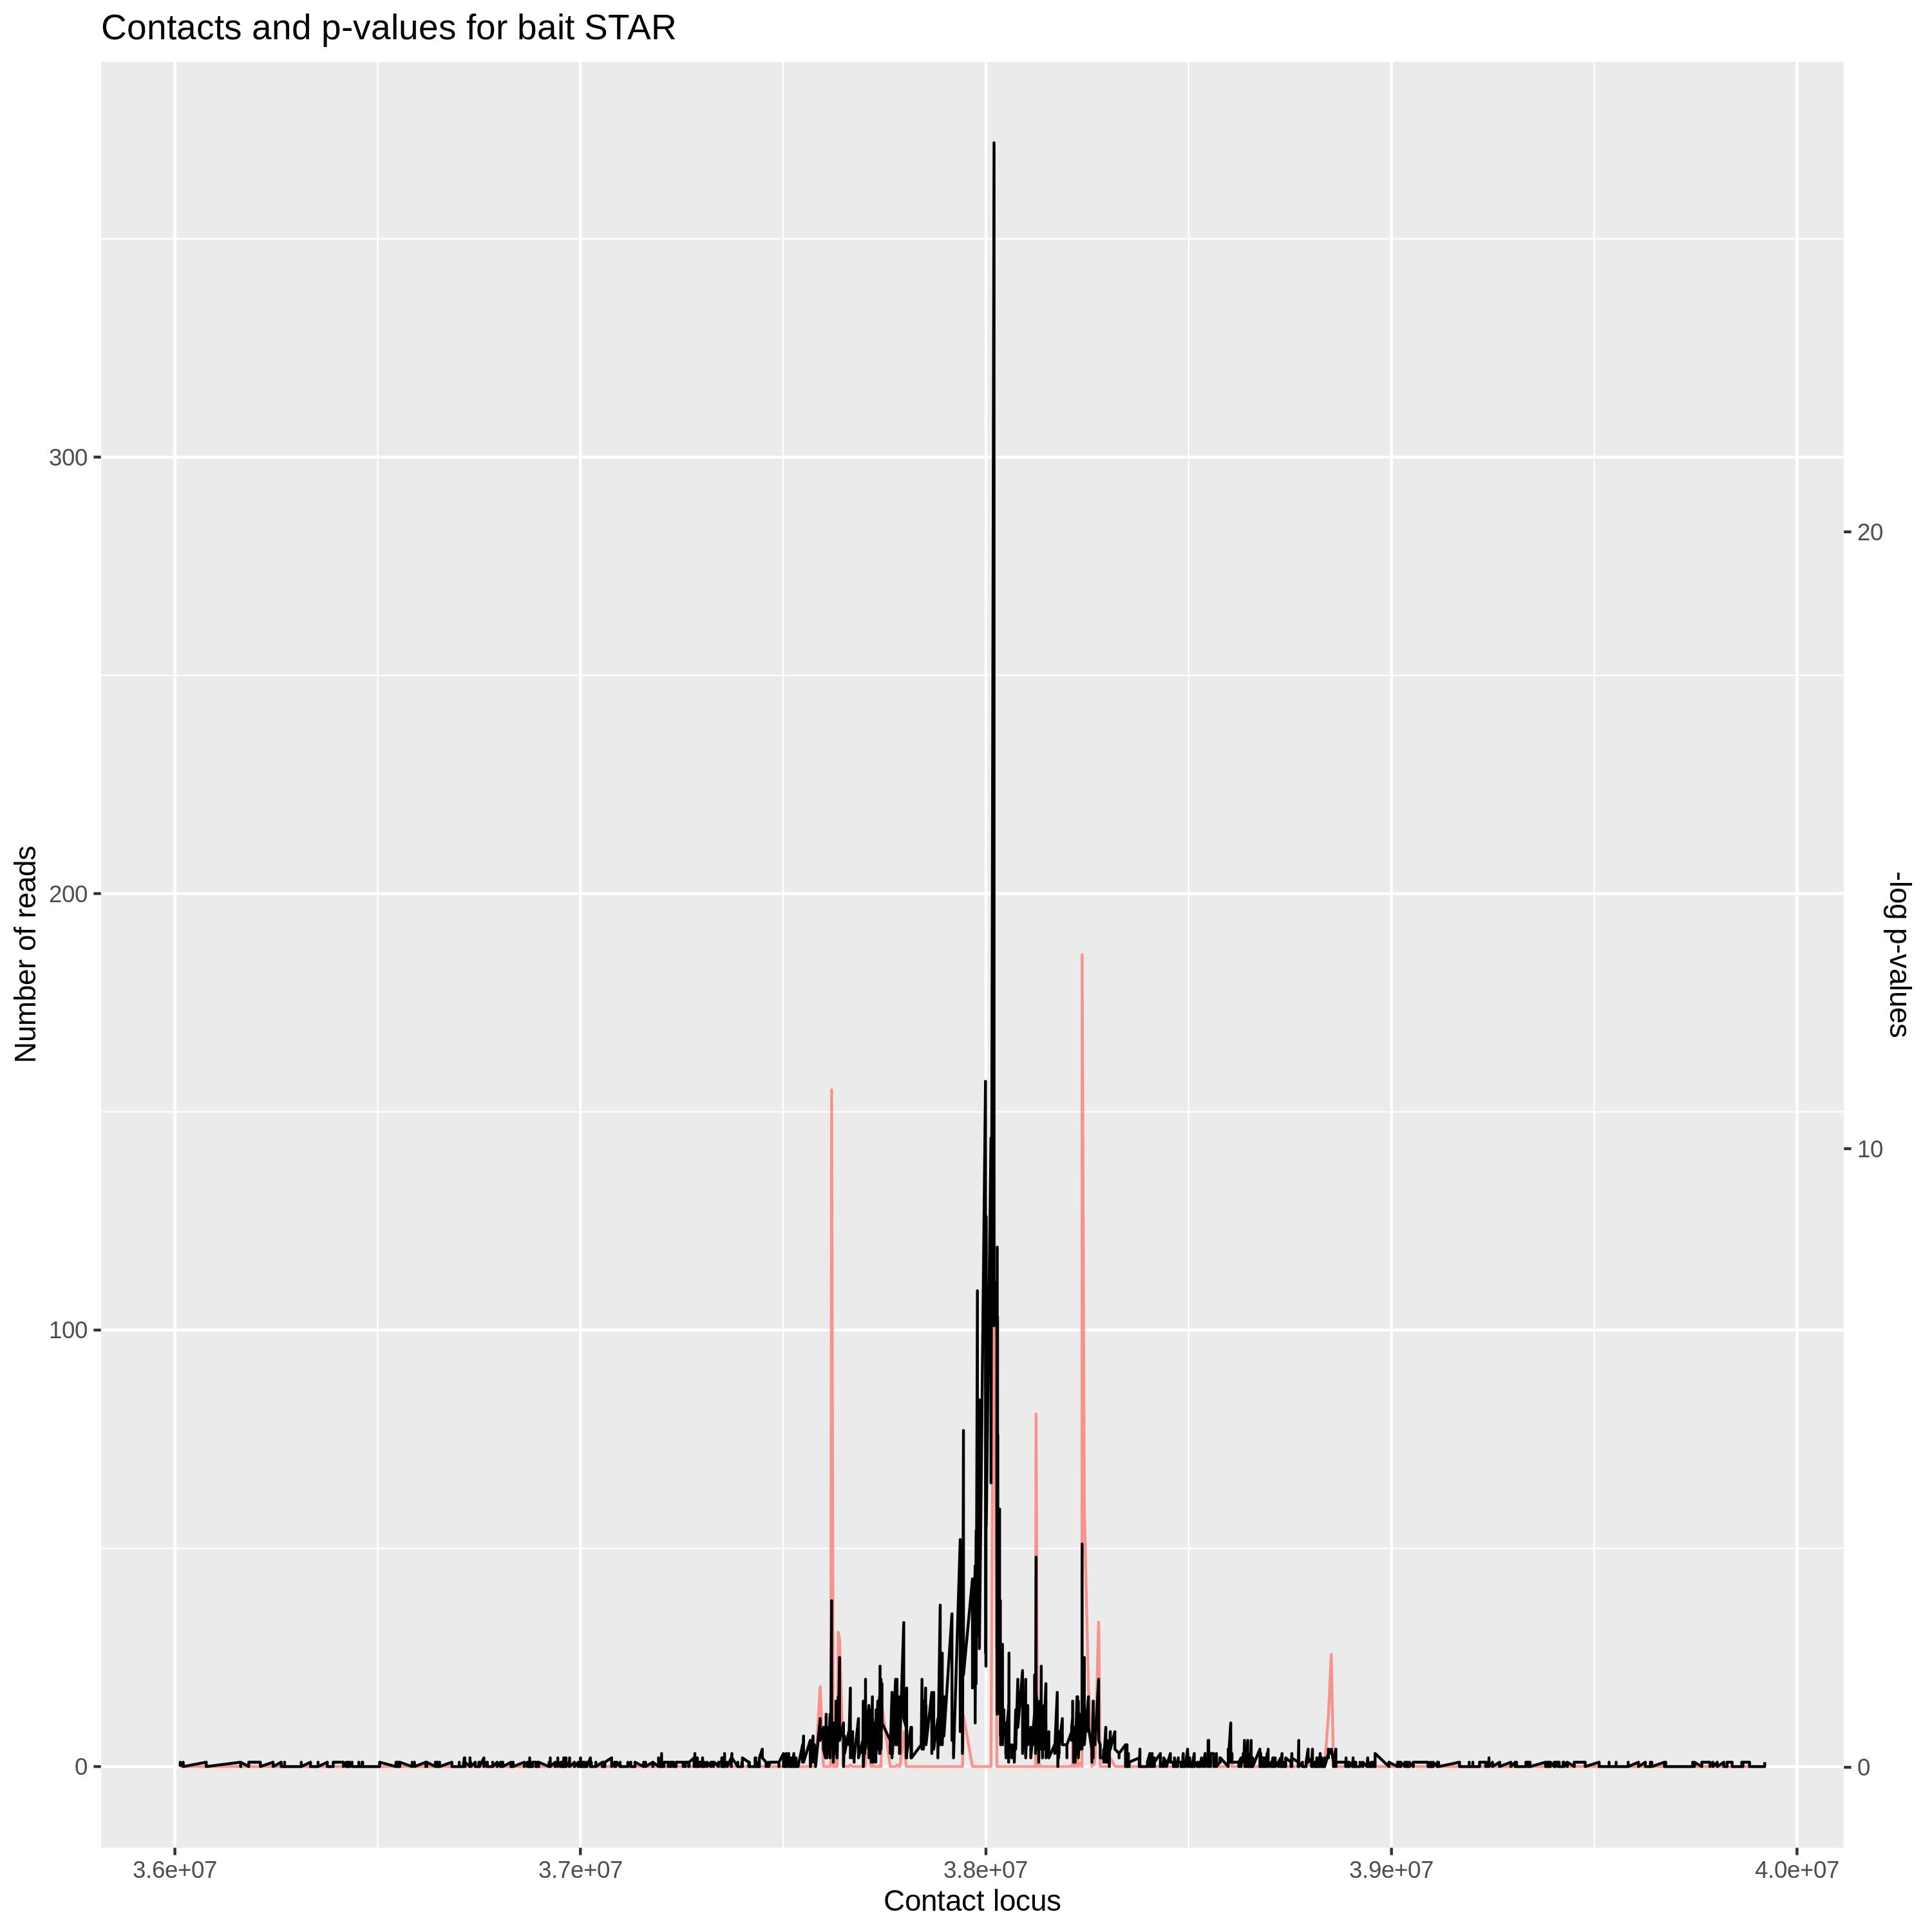 Contacts and p-values for bait STAR
Number of reads
300
200
100
0
20
10
0
-log p-values
3.6e+07
3.7e+07
3.8e+07
3.9e+07
4.0e+07
Contact locus